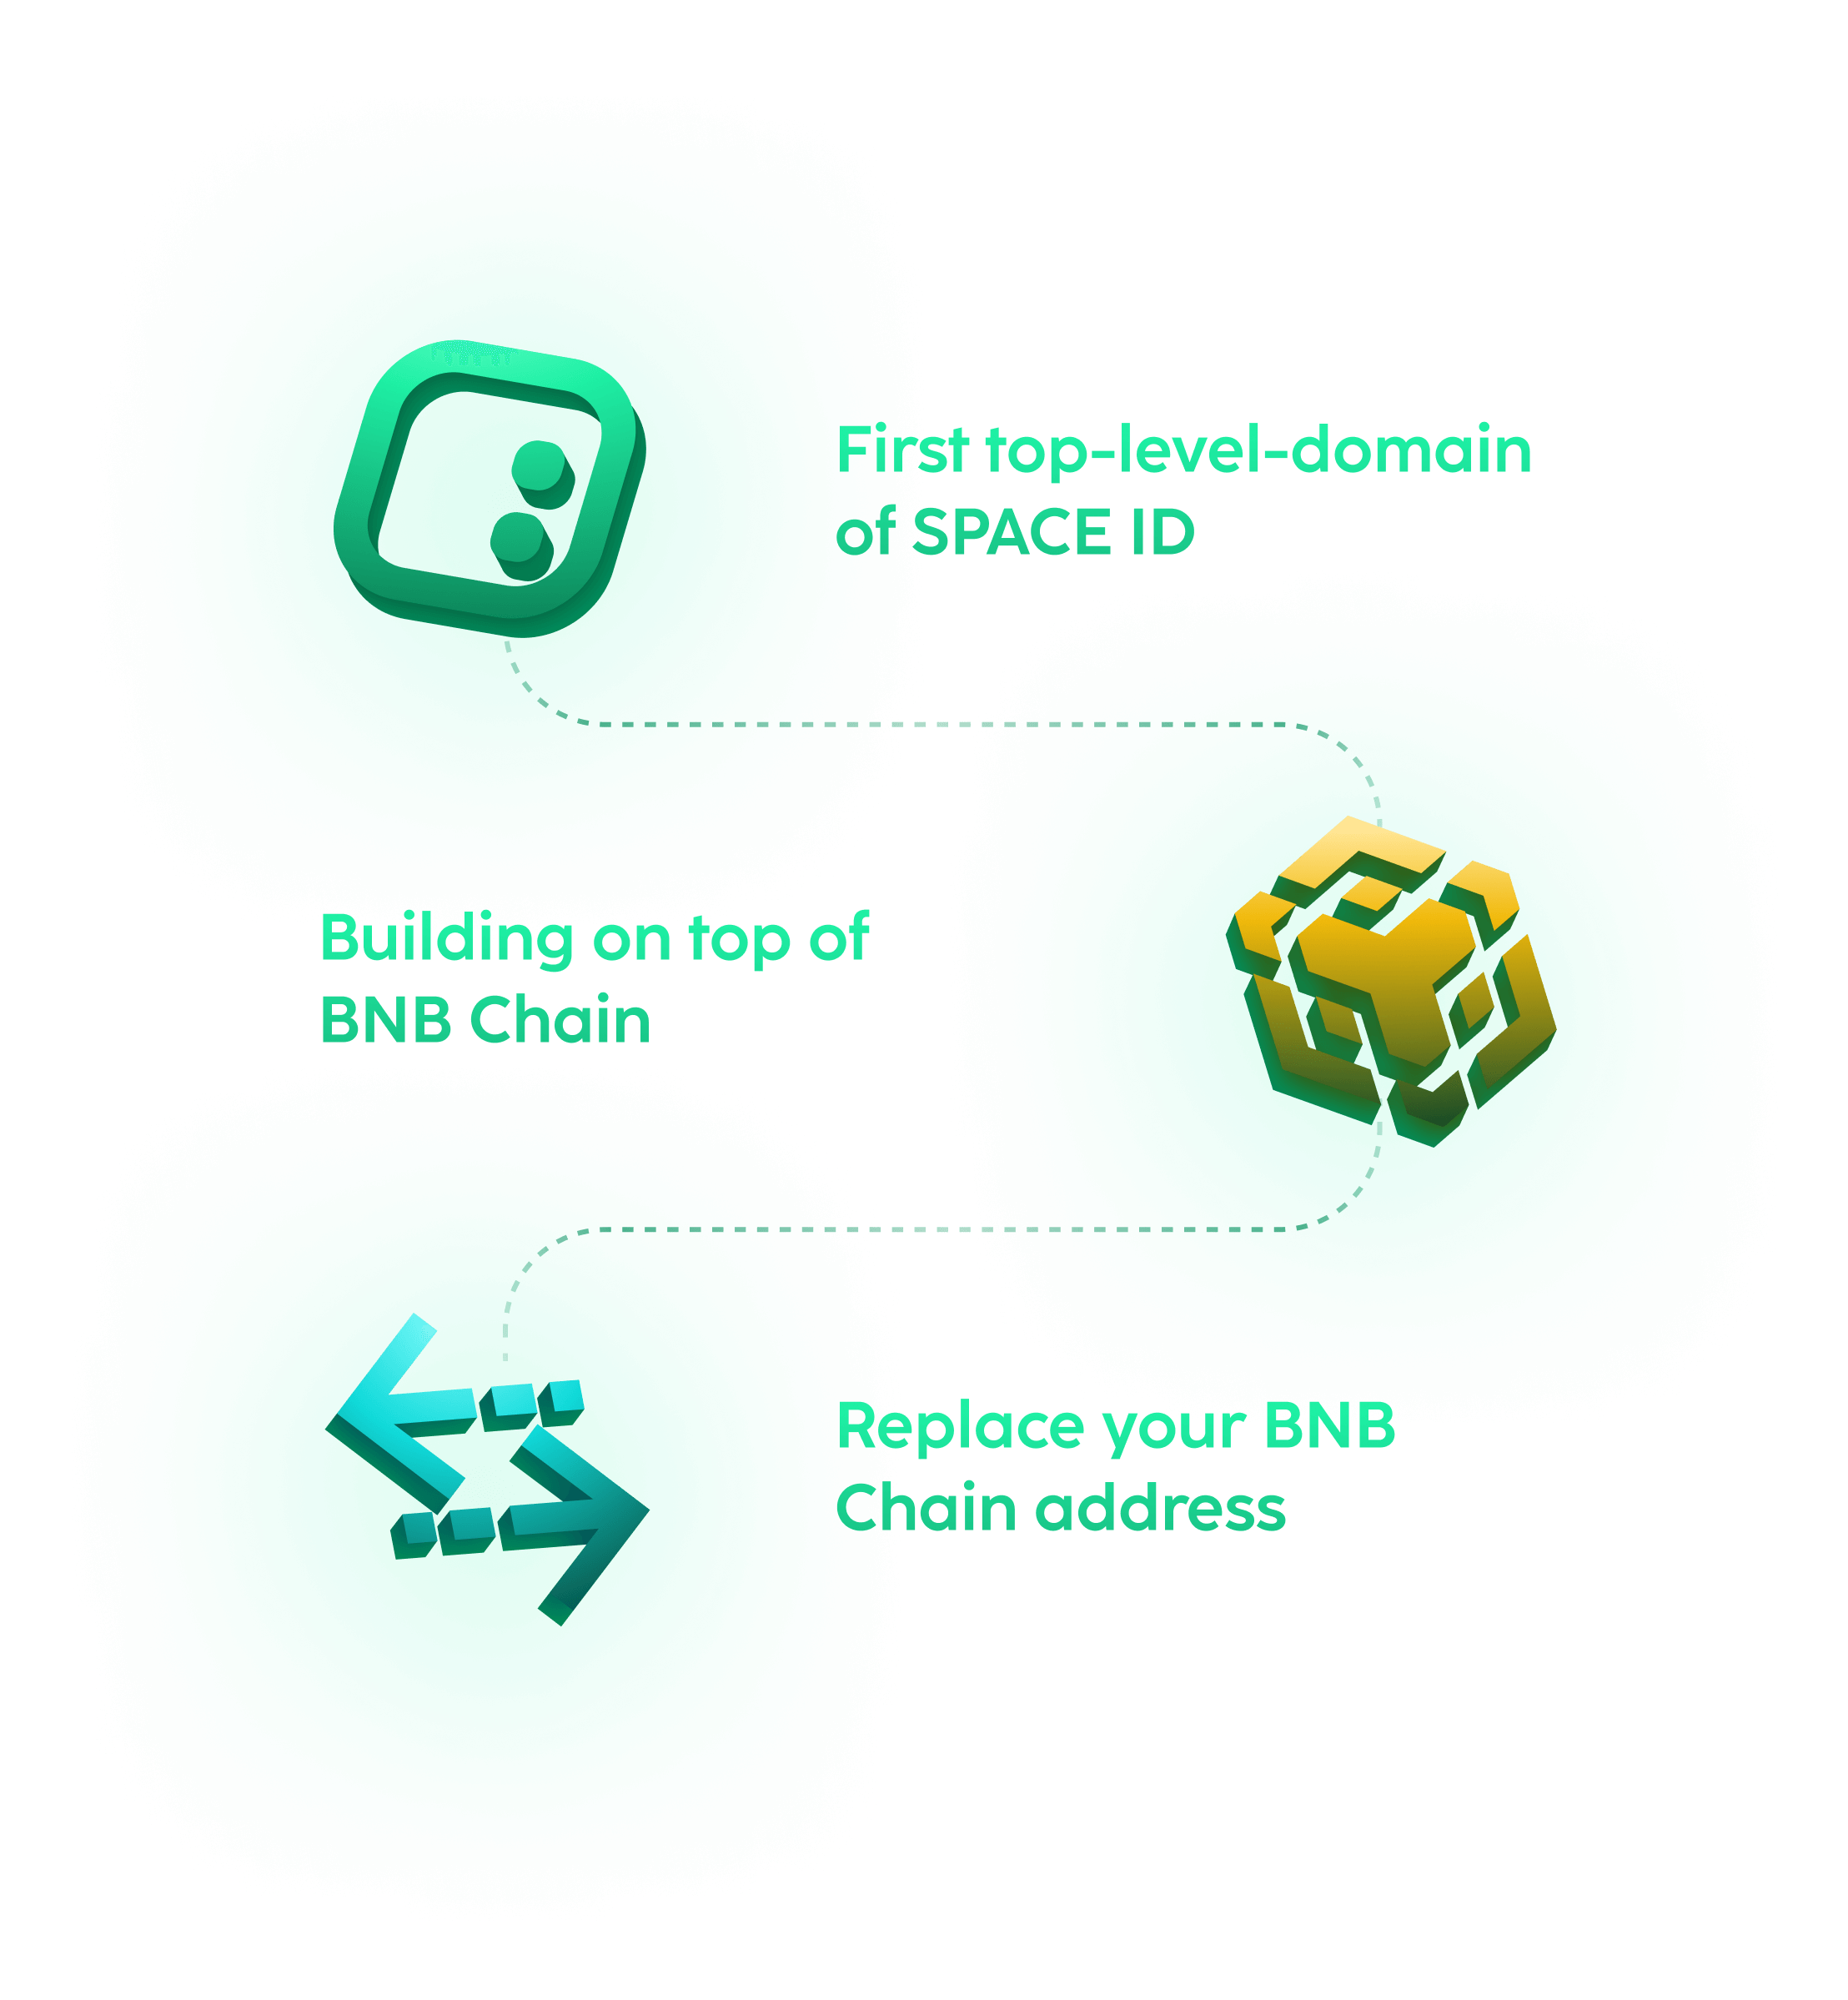 First top-level-domain
of SPACE ID
Building on top of
BNB Chain
Replace your BNB
Chain address